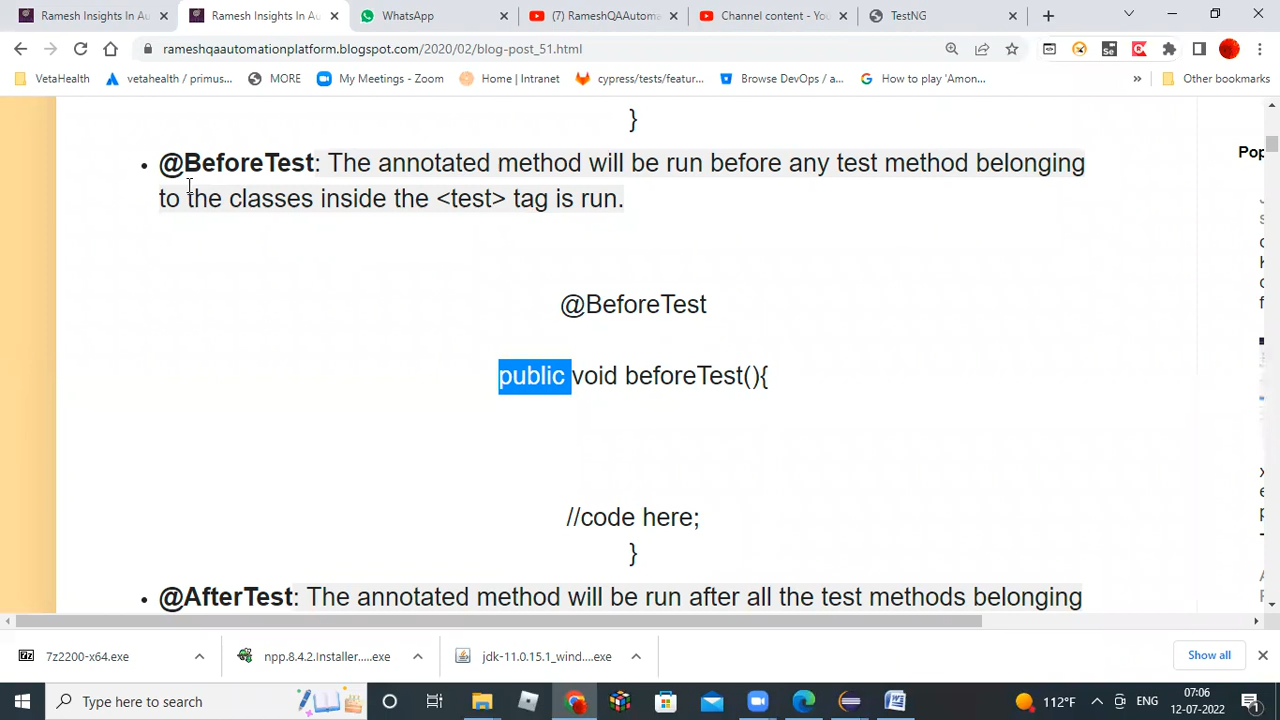 Ramesh Insights In Au
Ramesh Insights In Au
WhatsApp
(7) RameshQAAutoma
Channel content - Yo
TestNG
rameshqaautomationplatform.blogspot.com/2020/02/blog-post_51.html
VetaHealth
vetahealth / primus...
MORE
My Meetings - Zoom
Home | Intranet
cypress/tests/featur...
Browse DevOps / a...
How to play 'Amon...
»
Other bookmarks
}
@BeforeTest: The annotated method will be run before any test method belonging
to the classes inside the <test> tag is run.
Pop
@BeforeTest
public void beforeTest(){
//code here;
}
@AfterTest: The annotated method will be run after all the test methods belonging
7z2200-x64.exe
npp.8.4.2.Installer.....exe
jdk-11.0.15.1_wind....exe
Show all
Type here to search
112°F
ENG
07:06
12-07-2022